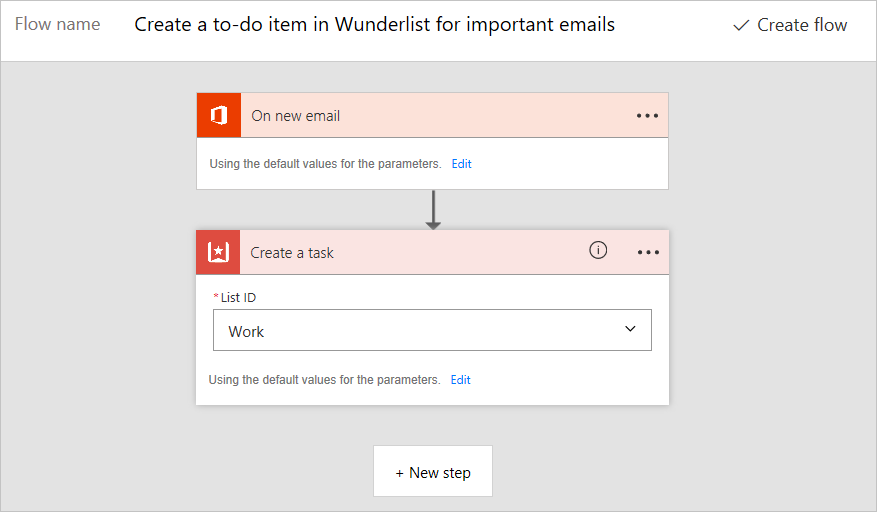 Flow name Create a to-do item in Wunderlist for important emails Create flow
On new email
Using the default values for the parameters. Edit
Create a task
*List ID
Work
Using the default values for the parameters. Edit
+ New step